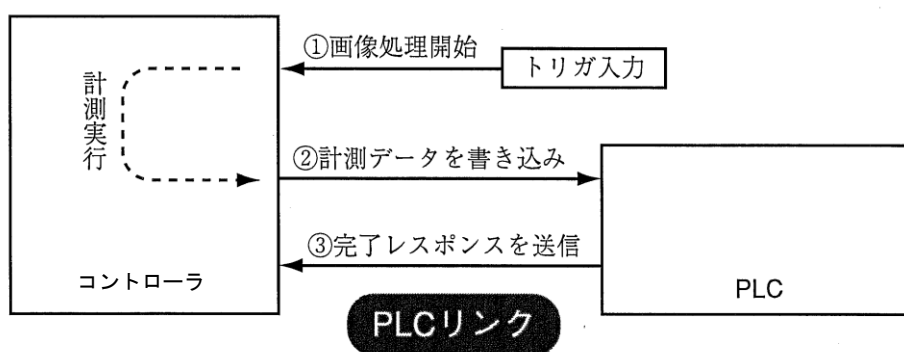 ①画像処理開始
トリガ入力
計測実行
②計測データを書き込み
③完了レスポンスを送信
コントローラ
PLC
PLCリンク